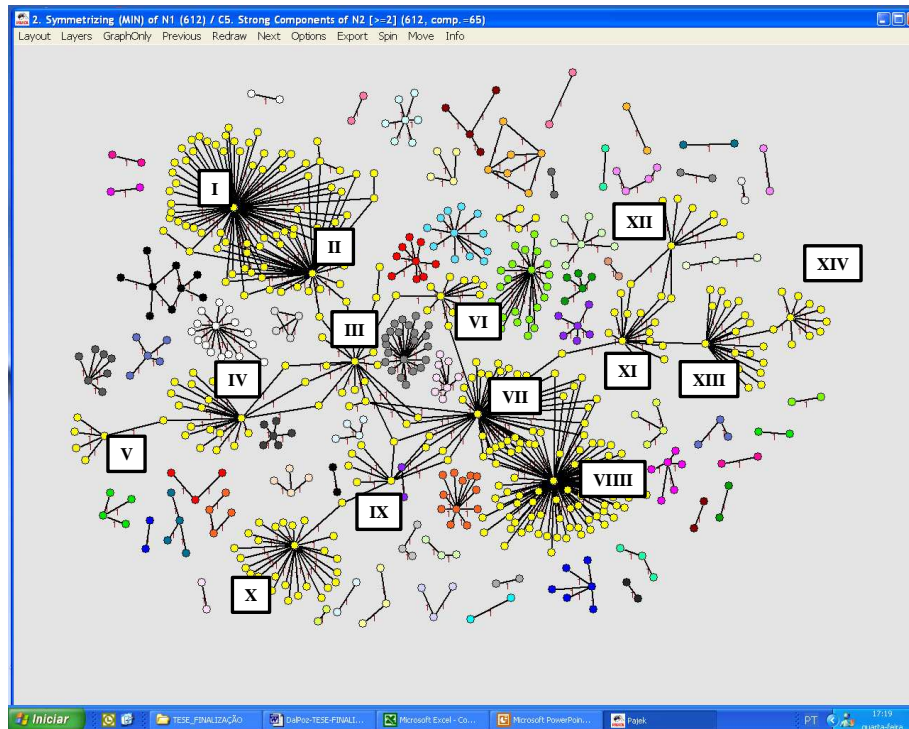 2. Symmetrizing (MIN) of N1 (612) / C5. Strong Components of N2 [>=2] (612, comp.=65)
Layout Layers GraphOnly Previous Redraw Next Options Export Spin Move Info
I
XII
II
XIV
III
VI
XI
XIII
IV
VII
V
VIIII
IX
X
Iniciar TESE_FINALIZAÇÃO DalPoz-TESE-FINALI... Microsoft Excel - Co... Microsoft PowerPoin... Pajek PT 17:19
quarta-feira